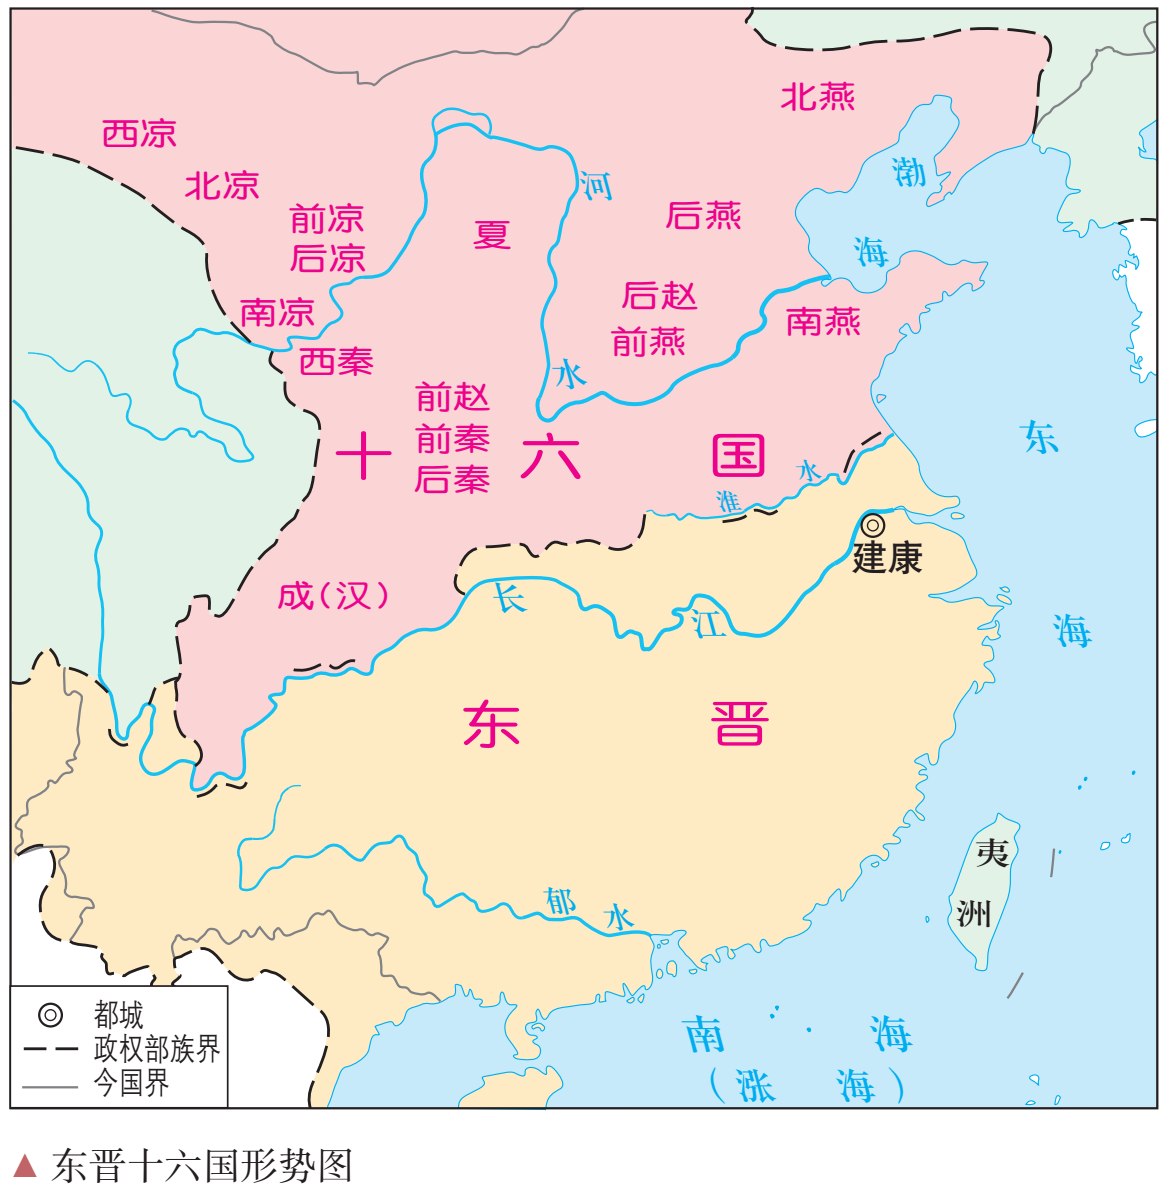 北燕
西凉
渤
北凉
河
前凉
后燕
夏
海
后凉
后赵
南凉
南燕
前燕
西秦
水
前赵
东
前秦
十六国
水
后秦
淮
建康
成(汉)
长
江
海
东晋
夷
郁
水
洲
都城
南海
政权部族界
今国界
(涨海)
▲ 东晋十六国形势图